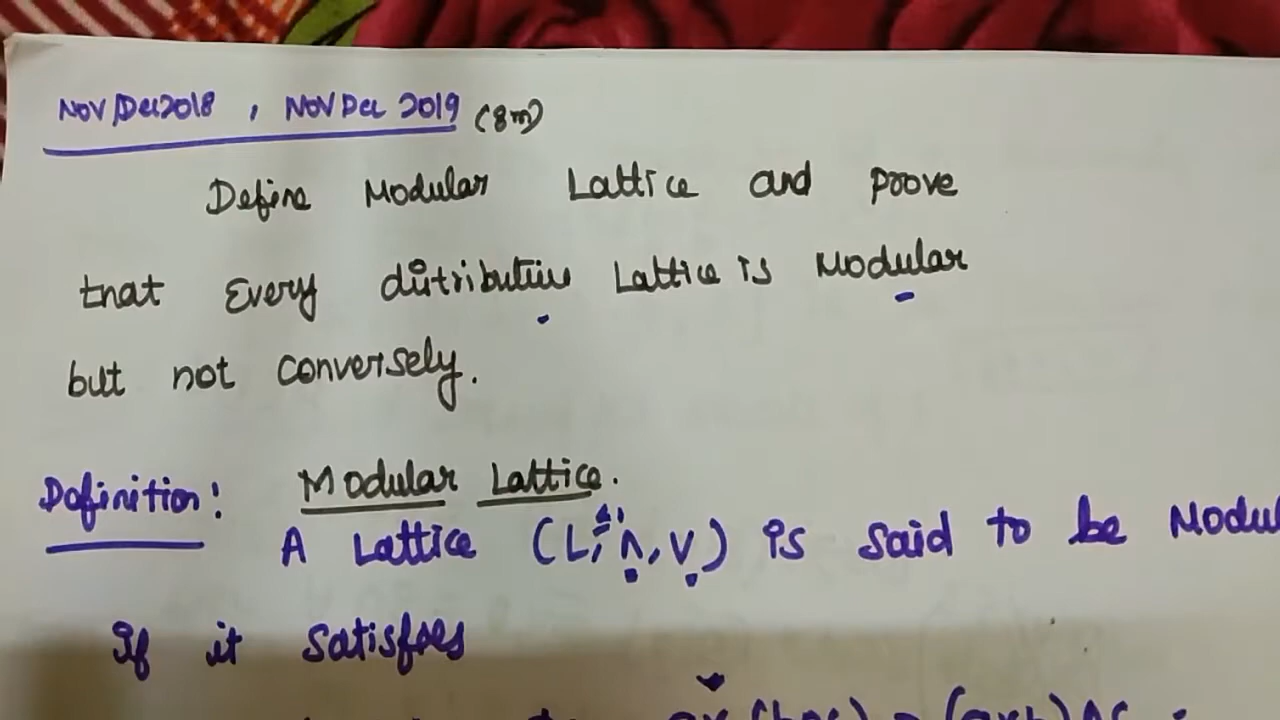 Nov/Dec 2018 , Nov Dec 2019 (8m)
Define Modular Lattice and prove
that Every distributive Lattice is Modular
but not conversely.
Definition: Modular Lattice.
A Lattice (L, ≤, ∧, ∨) is said to be Modul
If it satisfies
(b∧c) = (a∨b)∧c